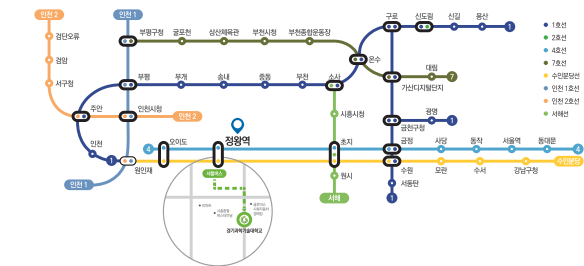 인천 2
인천 1
검단오류
검암
서구청
부평구청
굴포천
삼산체육관
부천시청
부천종합운동장
구로
신도림
신길
용산
1
온수
대림
7
가산디지털단지
부평
부개
송내
중동
부천
소사
주안
인천시청
인천 2
시흥시청
광명
1
금천구청
인천
1
원인재
인천 1
4
오이도
정왕역
초지
금정
사당
동작
서울역
동대문
4
수원
모란
수서
강남구청
수인분당
원시
서해
서동탄
1
셔틀버스
경기과학기술대학교
1호선
2호선
4호선
7호선
수인분당선
인천 1호선
인천 2호선
서해선